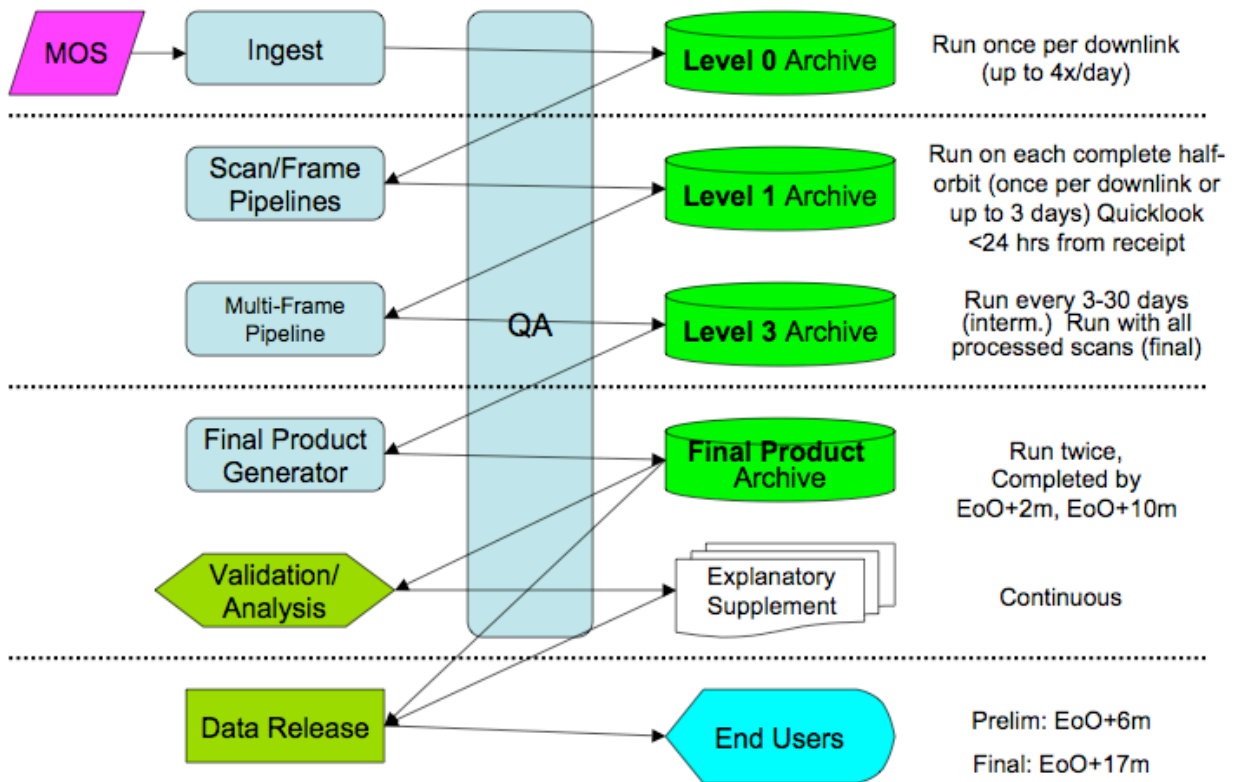 MOS
Ingest
Level 0 Archive
Run once per downlink
(up to 4x/day)
Scan/Frame
Pipelines
Level 1 Archive
Run on each complete half-
orbit (once per downlink or
up to 3 days) Quicklook
<24 hrs from receipt
Multi-Frame
Pipeline
QA
Level 3 Archive
Run every 3-30 days
(interm.) Run with all
processed scans (final)
Final Product
Generator
Final Product
Archive
Run twice,
Completed by
EoO+2m, EoO+10m
Validation/
Analysis
Explanatory
Supplement
Continuous
Data Release
End Users
Prelim: EoO+6m
Final: EoO+17m